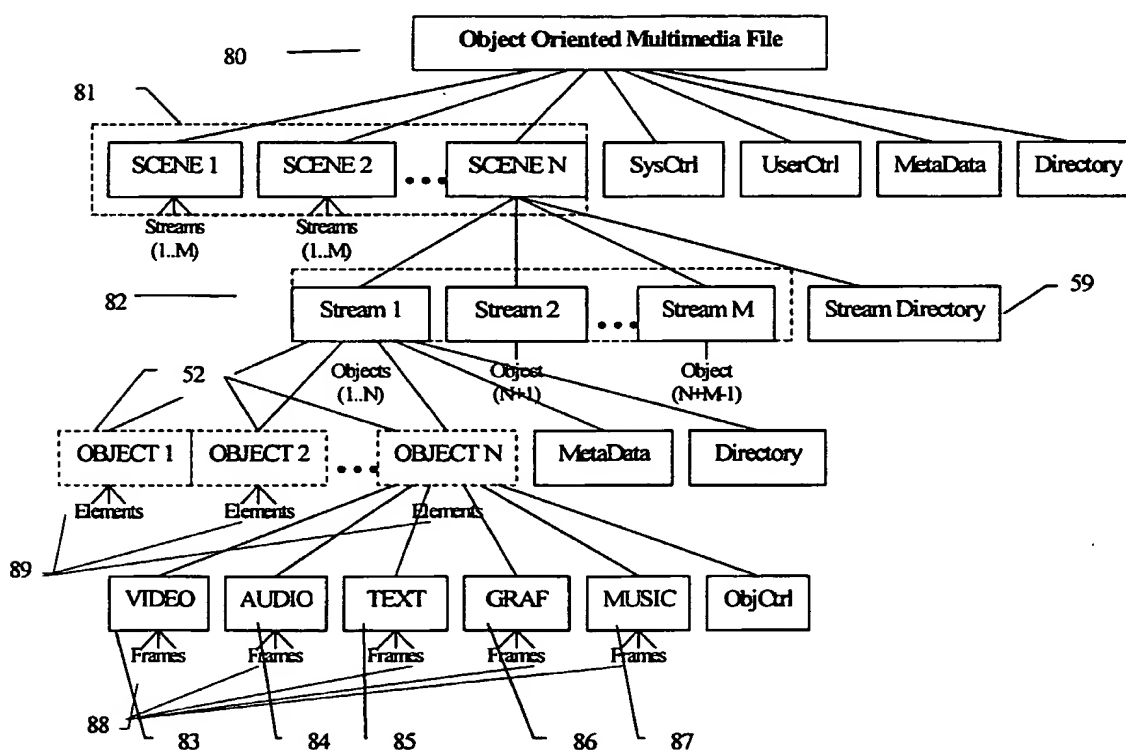 Object Oriented Multimedia File
80
81
SCENE 1
SCENE 2
•••
SCENE N
SysCtrl
UserCtrl
MetaData
Directory
Streams
(1..M)
Streams
(1..M)
82
Stream 1
Stream 2
•••
Stream M
Stream Directory
59
52
Objects
(1..N)
Object
(N+1)
Object
(N+M-1)
OBJECT 1
OBJECT 2
•••
OBJECT N
MetaData
Directory
Elements
Elements
Elements
89
VIDEO
AUDIO
TEXT
GRAF
MUSIC
ObjCtrl
Frames
Frames
Frames
Frames
Frames
88
83
84
85
86
87